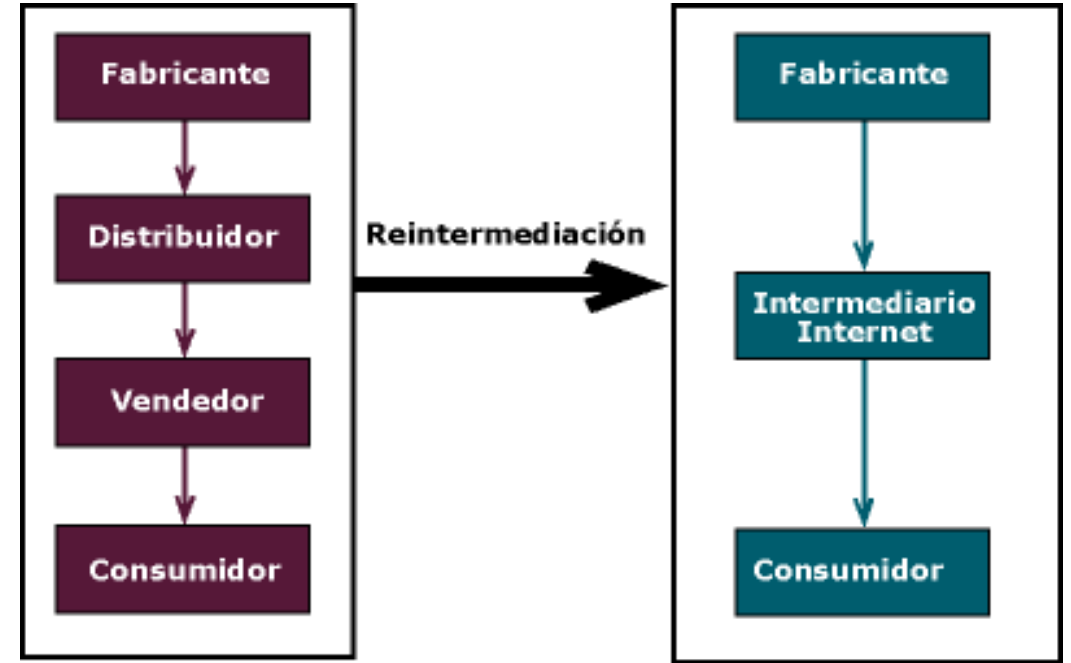 Fabricante
Distribuidor
Vendedor
Consumidor
Reintermediación
Fabricante
Intermediario
Internet
Consumidor